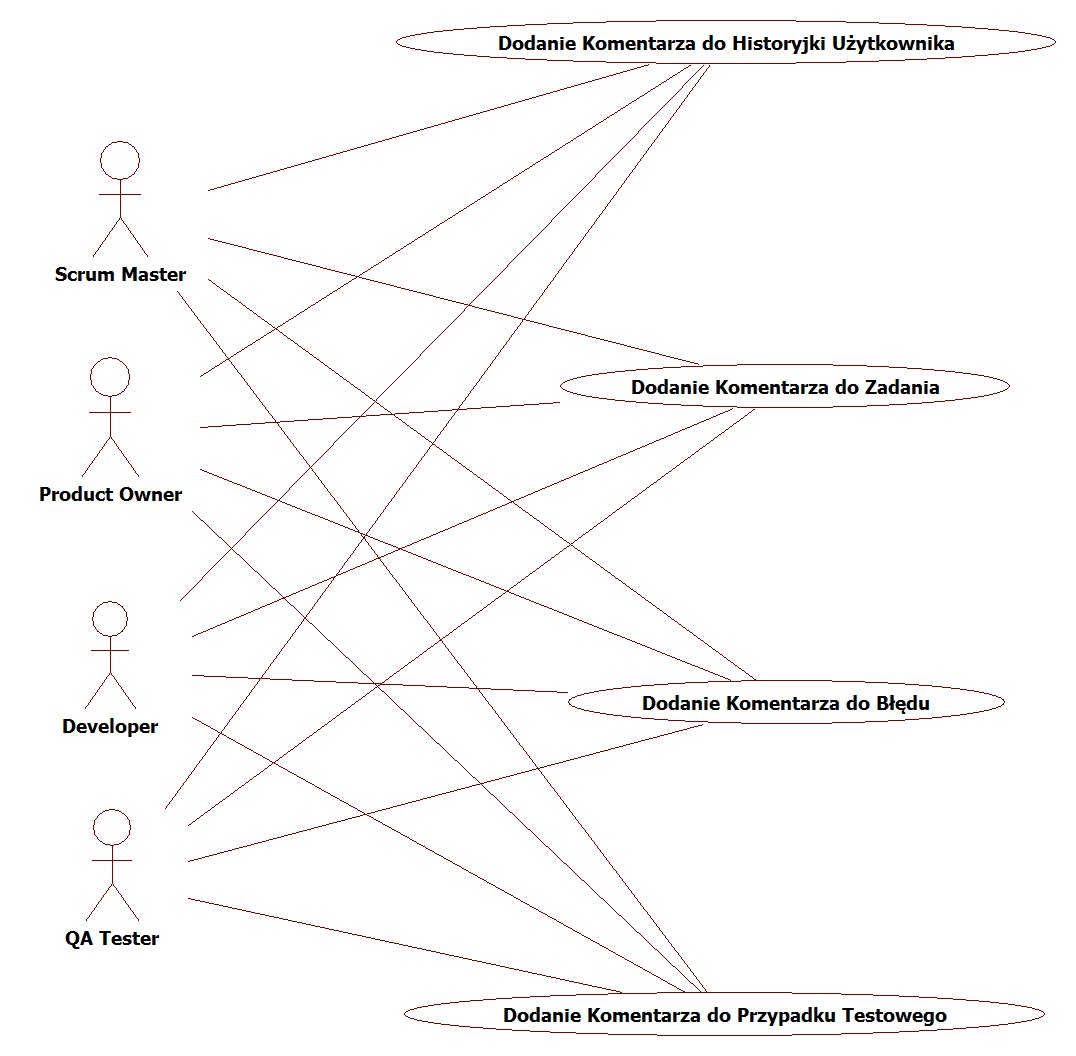 Dodanie Komentarza do Historyjki Użytkownika
Scrum Master
Dodanie Komentarza do Zadania
Product Owner
Dodanie Komentarza do Błędu
Developer
QA Tester
Dodanie Komentarza do Przypadku Testowego